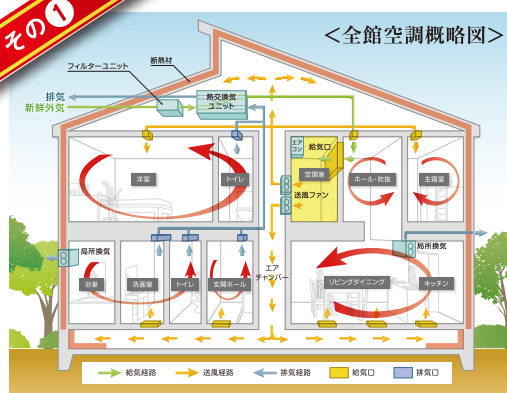 その1
<全館空調概略図>
フィルターユニット
断熱材
排気
新鮮外気
熱交換気
ユニット
エア
コン
給気口
空調室
送風ファン
洋室
トイレ
ホール・吹抜
主寝室
局所換気
局所換気
浴室
洗面室
トイレ
玄関ホール
エア
チャンバー
リビングダイニング
キッチン
給気経路
送風経路
排気経路
給気口
排気口